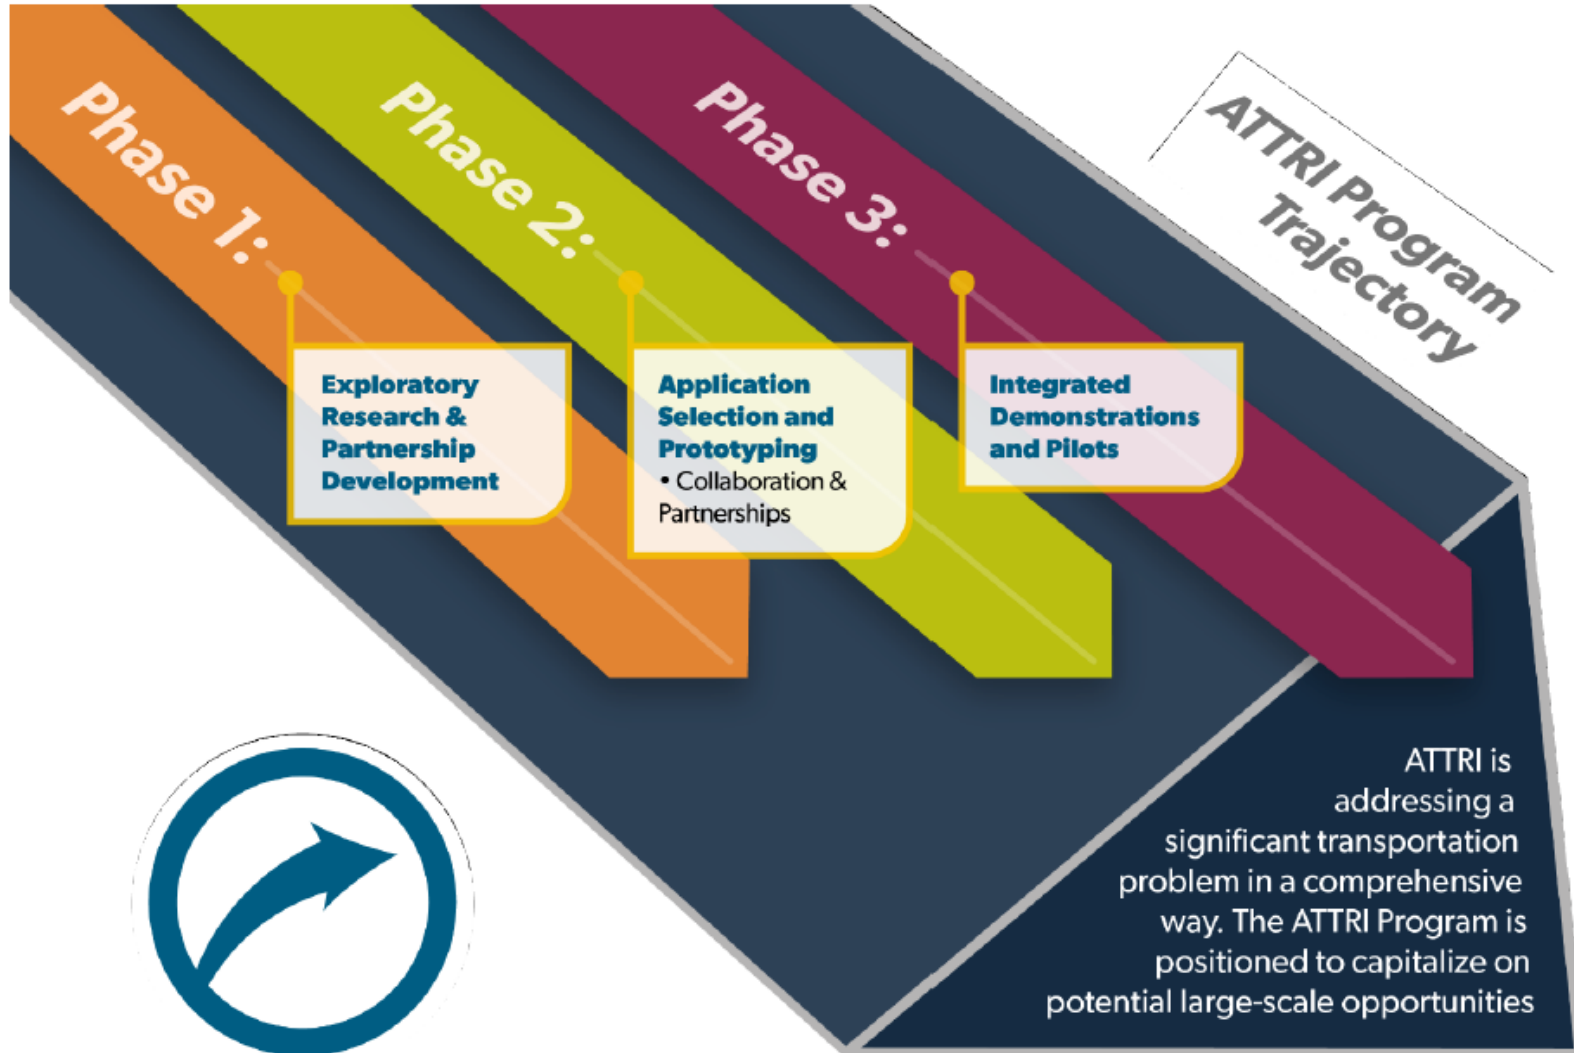 ATTRI Program
Trajectory
Phase 1:
Exploratory
Research &
Partnership
Development
Phase 2:
Application
Selection and
Prototyping
• Collaboration &
Partnerships
Phase 3:
Integrated
Demonstrations
and Pilots
ATTRI is
addressing a
significant transportation
problem in a comprehensive
way. The ATTRI Program is
positioned to capitalize on
potential large-scale opportunities